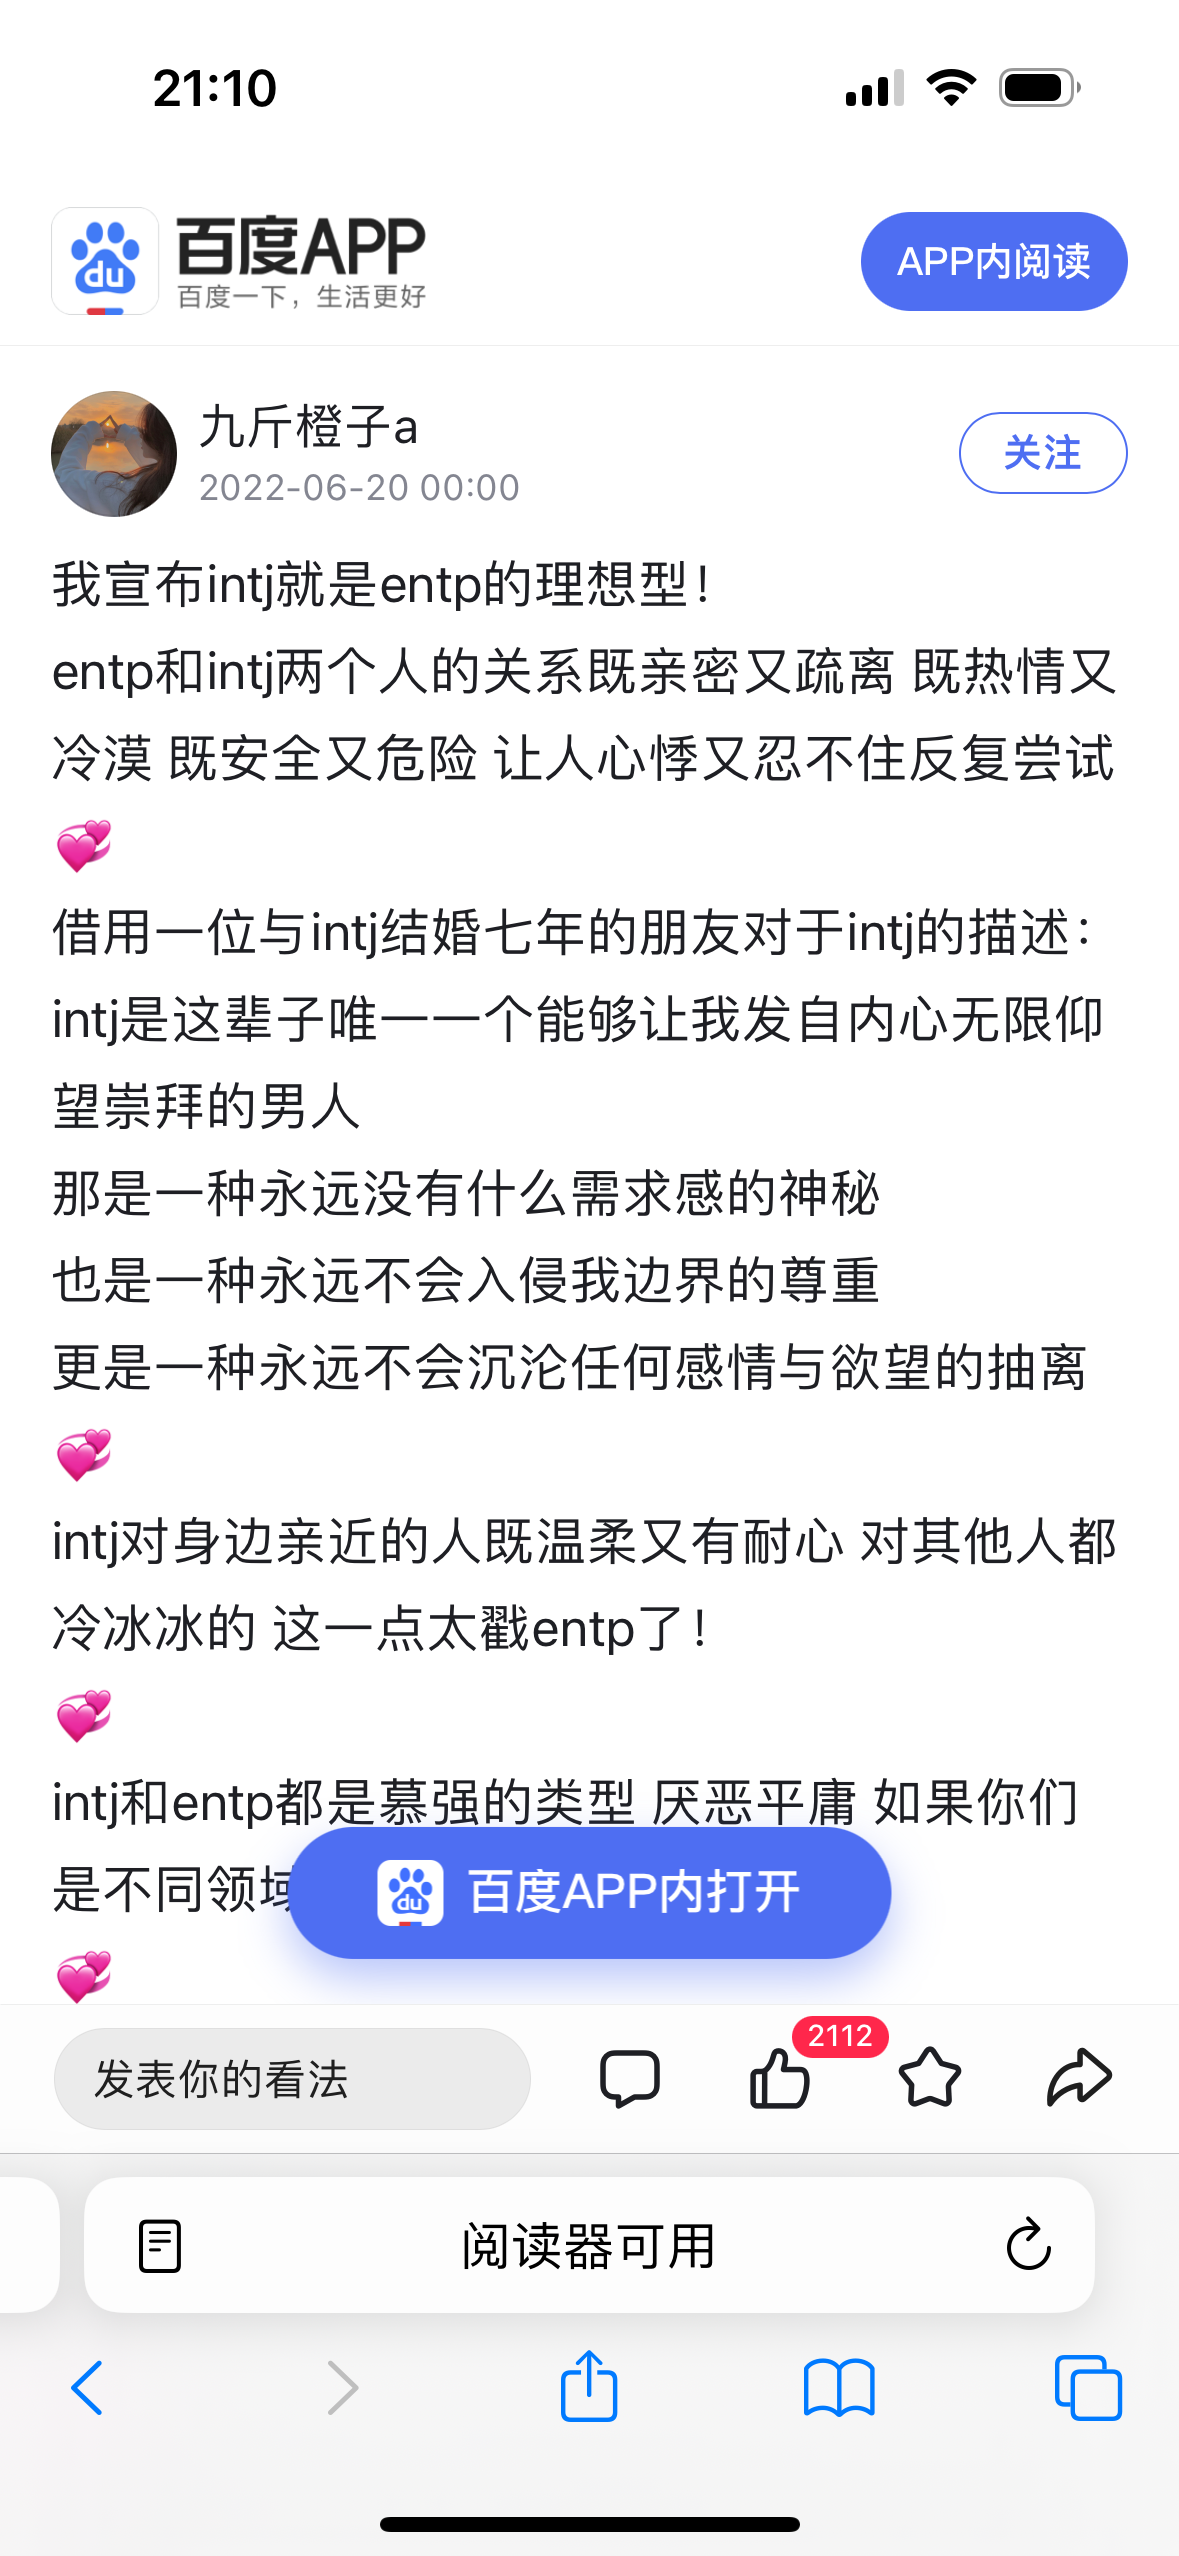 21:10
百度APP
百度一下，生活更好
APP内阅读
九斤橙子a
2022-06-20 00:00
关注
我宣布intj就是entp的理想型！
entp和intj两个人的关系既亲密又疏离 既热情又
冷漠 既安全又危险 让人心悸又忍不住反复尝试
💞
借用一位与intj结婚七年的朋友对于intj的描述：
intj是这辈子唯一一个能够让我发自内心无限仰
望崇拜的男人
那是一种永远没有什么需求感的神秘
也是一种永远不会入侵我边界的尊重
更是一种永远不会沉沦任何感情与欲望的抽离
💞
intj对身边亲近的人既温柔又有耐心 对其他人都
冷冰冰的 这一点太戳entp了！
💞
intj和entp都是慕强的类型 厌恶平庸 如果你们
是不同领域
du 百度APP内打开
💞
发表你的看法
2112
阅读器可用